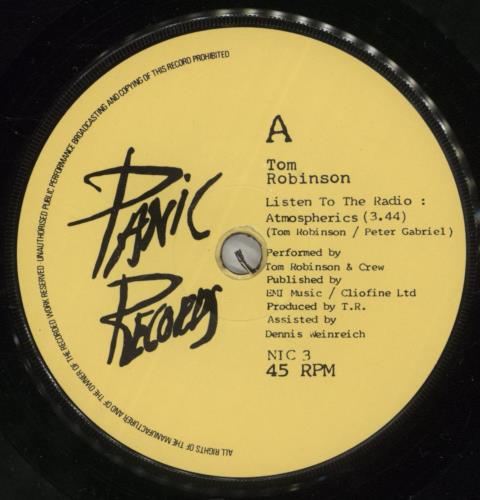 ALL RIGHTS OF THE MANUFACTURER AND OF THE OWNER OF THE RECORDED WORK RESERVED · UNAUTHORISED PUBLIC PERFORMANCE BROADCASTING AND COPYING OF THIS RECORD PROHIBITED
PANIC
RECORDS
A
Tom
Robinson
Listen To The Radio :
Atmospherics (3.44)
(Tom Robinson / Peter Gabriel)
Performed by
Tom Robinson & Crew
Published by
EMI Music / Cliofine Ltd
Produced by T.R.
Assisted by
Dennis Weinreich
NIC 3
45 RPM